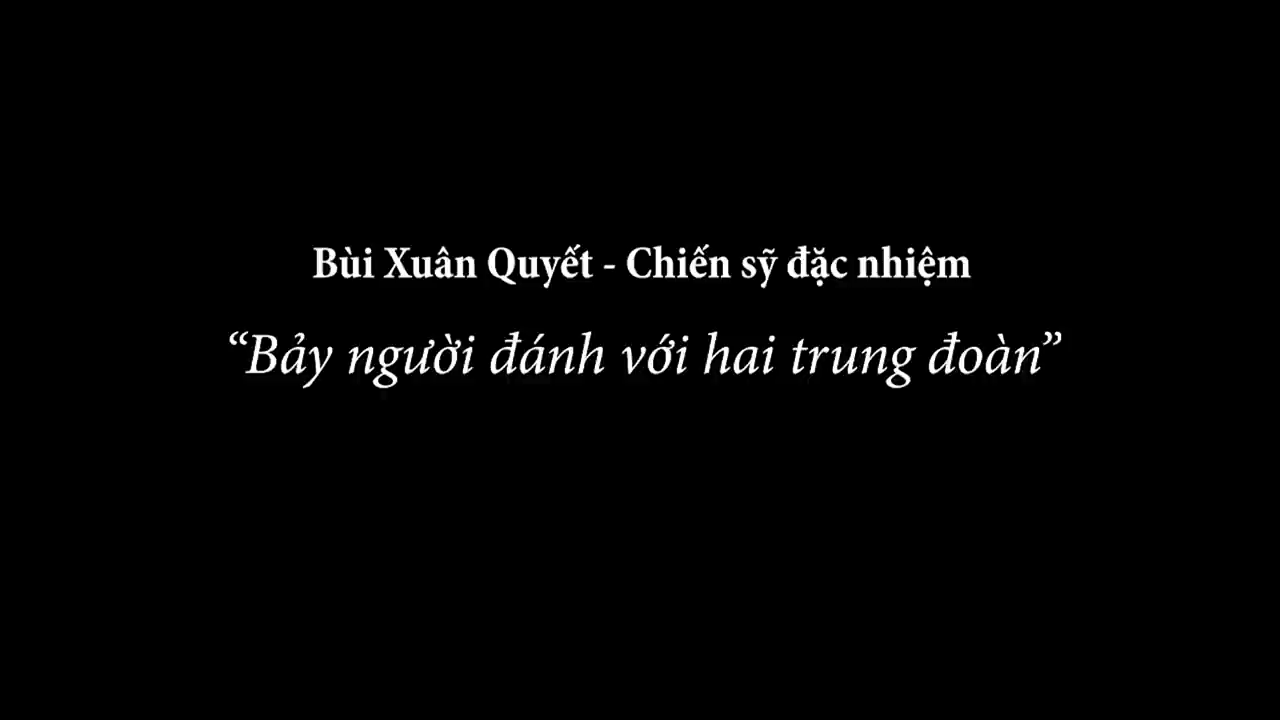 Bùi Xuân Quyết - Chiến sỹ đặc nhiệm
“Bảy người đánh với hai trung đoàn”